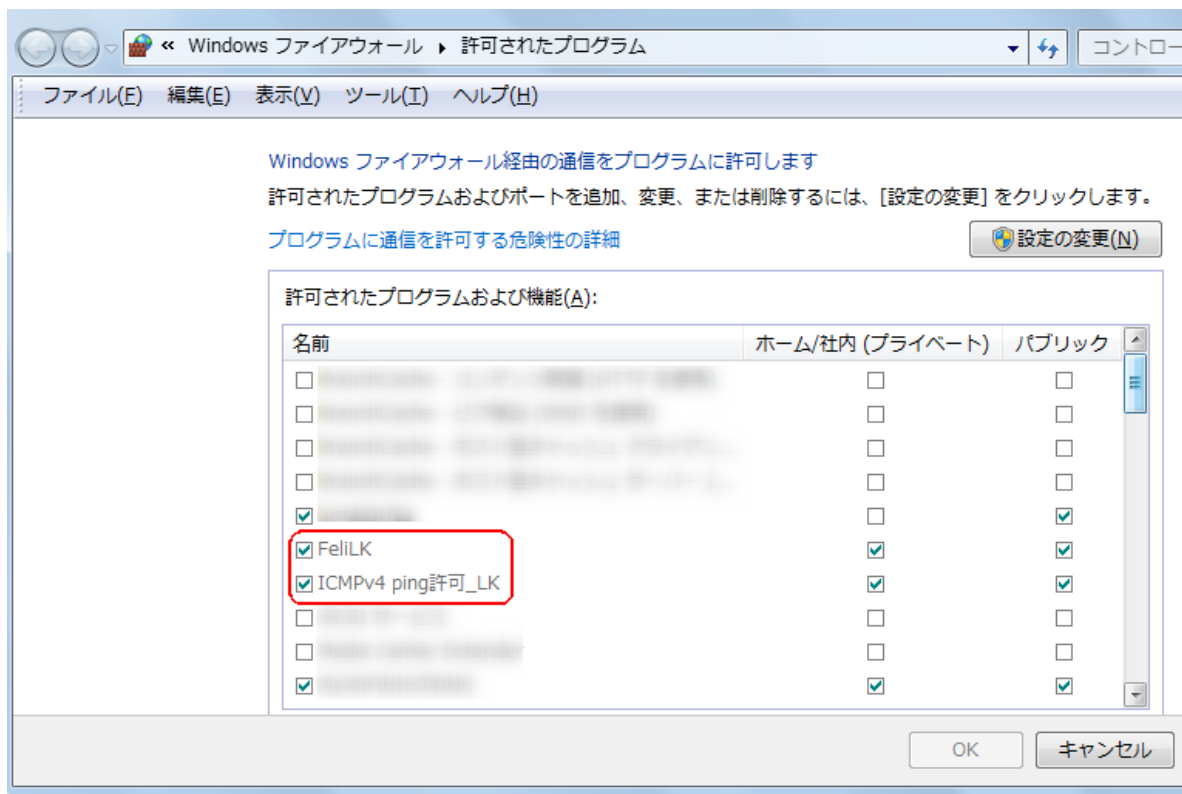 « Windows ファイアウォール ▸ 許可されたプログラム
コントロー
ファイル(F) 編集(E) 表示(V) ツール(T) ヘルプ(H)
Windows ファイアウォール経由の通信をプログラムに許可します
許可されたプログラムおよびポートを追加、変更、または削除するには、[設定の変更] をクリックします。
プログラムに通信を許可する危険性の詳細
設定の変更(N)
許可されたプログラムおよび機能(A):
名前 ホーム/社内 (プライベート) パブリック
FeliLK
ICMPv4 ping許可_LK
OK キャンセル